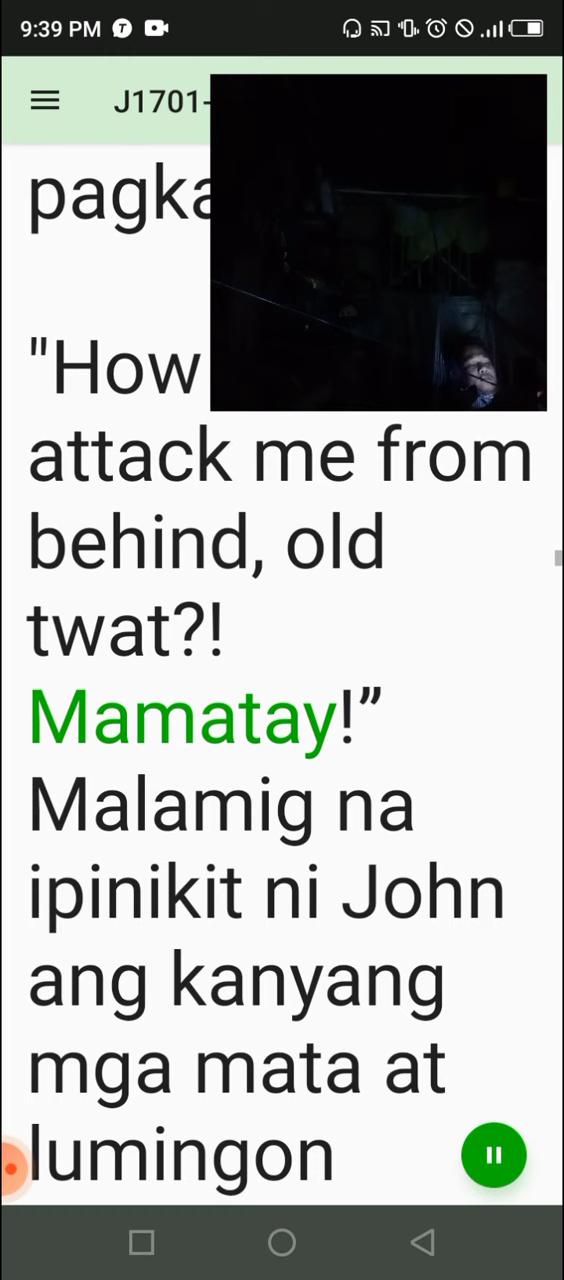 9:39 PM
J1701-
pagka
"How
attack me from
behind, old
twat?!
Mamatay!”
Malamig na
ipinikit ni John
ang kanyang
mga mata at
lumingon